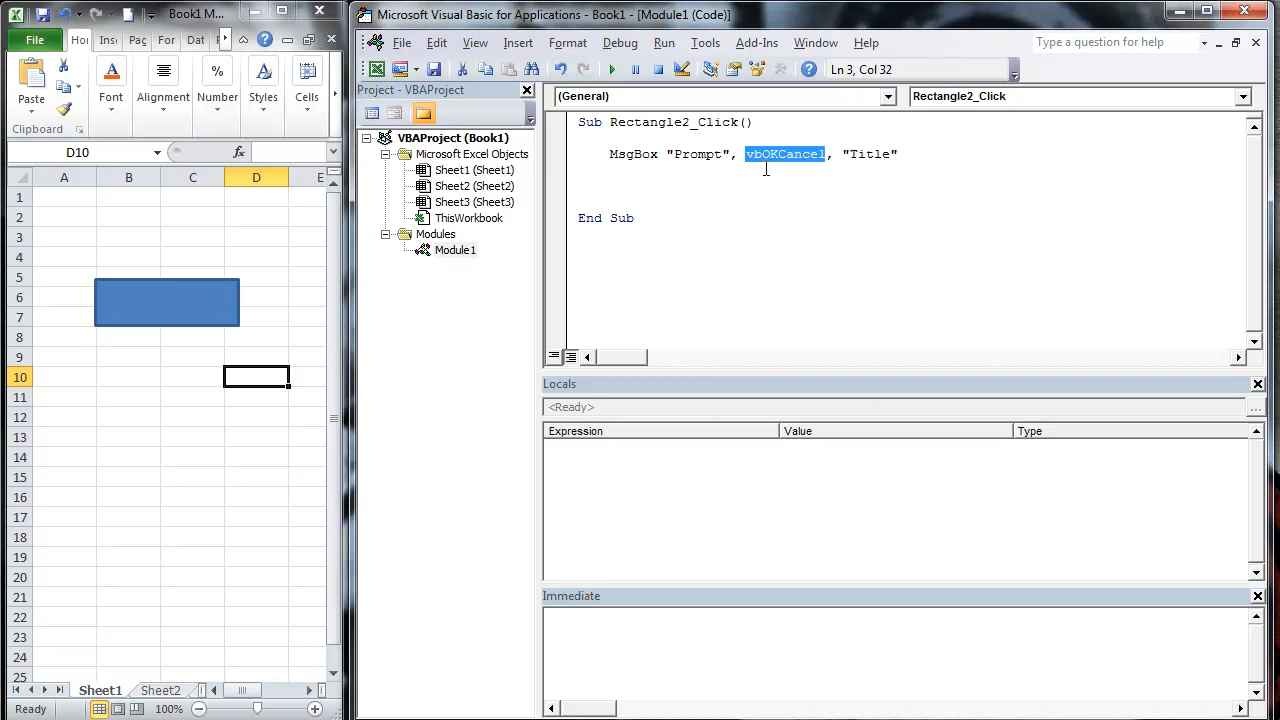 Book1 M...
File
Ho
Ins
Pag
For
Dat
Paste
Font
Alignment
Number
Styles
Cells
Clipboard
D10
fx
A B C D E
1
2
3
4
5
6
7
8
9
10
11
12
13
14
15
16
17
18
19
20
21
22
23
24
25
Sheet1 Sheet2
Ready 100%
Microsoft Visual Basic for Applications - Book1 - [Module1 (Code)]
File Edit View Insert Format Debug Run Tools Add-Ins Window Help
Type a question for help
Ln 3, Col 32
Project - VBAProject
VBAProject (Book1)
Microsoft Excel Objects
Sheet1 (Sheet1)
Sheet2 (Sheet2)
Sheet3 (Sheet3)
ThisWorkbook
Modules
Module1
(General)
Rectangle2_Click
Sub Rectangle2_Click()
MsgBox "Prompt", vbOKCancel, "Title"
End Sub
Locals
<Ready>
Expression Value Type
Immediate